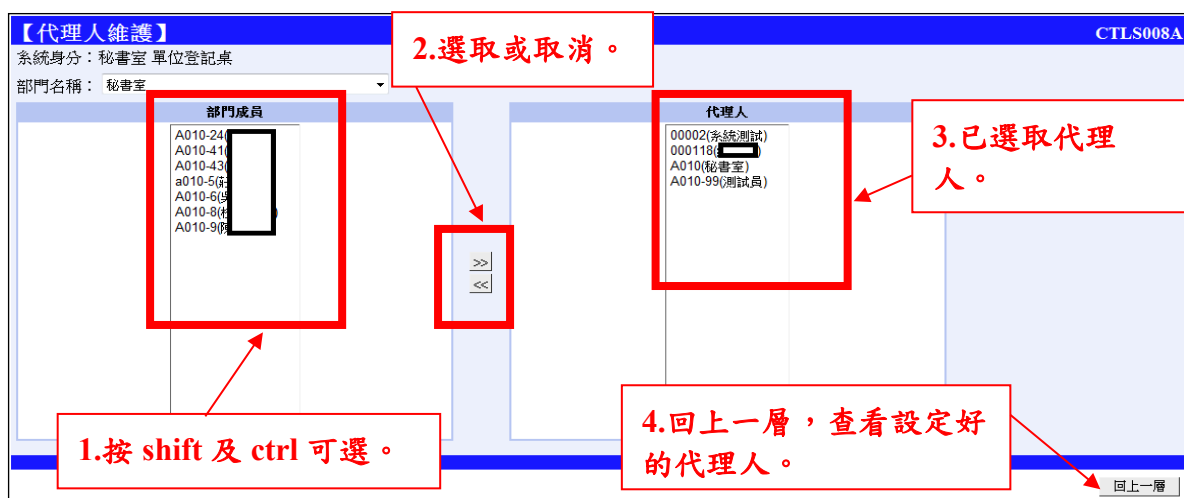 【代理人維護】
CTLS008A
系統身分：秘書室 單位登記桌
2.選取或取消。
部門名稱： 秘書室
部門成員
代理人
A010-24(
A010-41(
A010-43(
a010-5(莊
A010-6(吳
A010-8(
A010-9(陳
00002(系統測試)
000118(
A010(秘書室)
A010-99(測試員)
3.已選取代理
人。
>>
<<
1.按 shift 及 ctrl 可選。
4.回上一層，查看設定好
的代理人。
回上一層